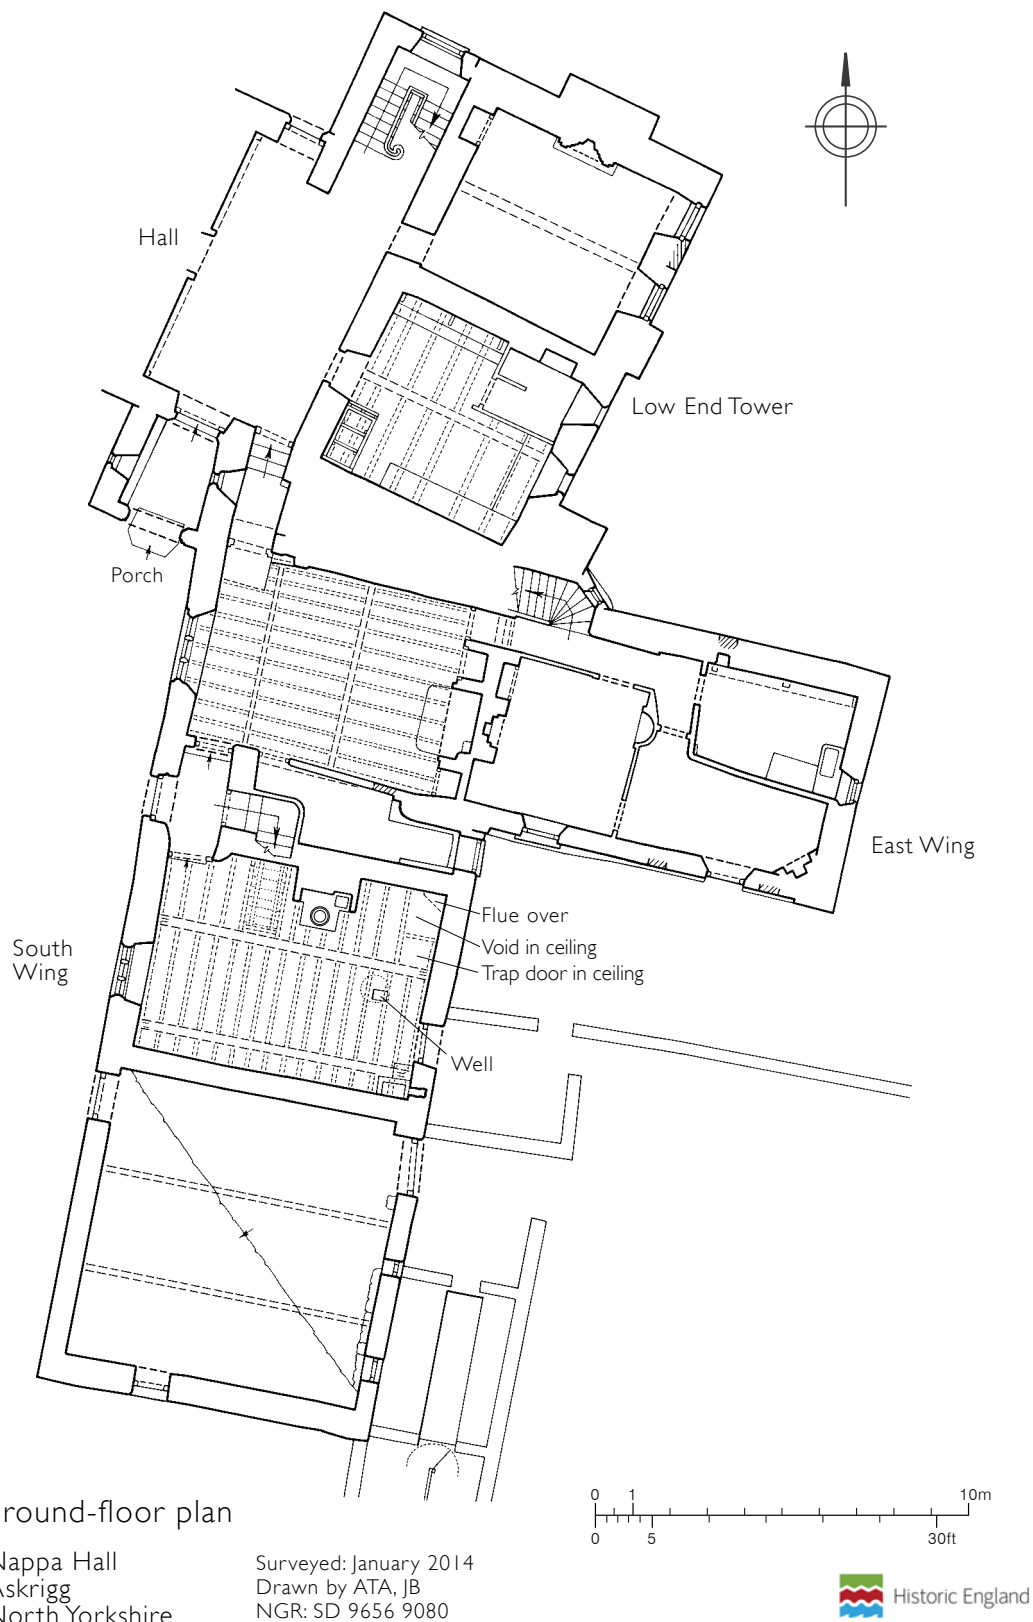 Hall
Low End Tower
Porch
East Wing
Flue over
Void in ceiling
Trap door in ceiling
South
Wing
Well
round-floor plan
0 1 10m
0 5 30ft
Nappa Hall
Askrigg
North Yorkshire
Surveyed: January 2014
Drawn by ATA, JB
NGR: SD 9656 9080
Historic England